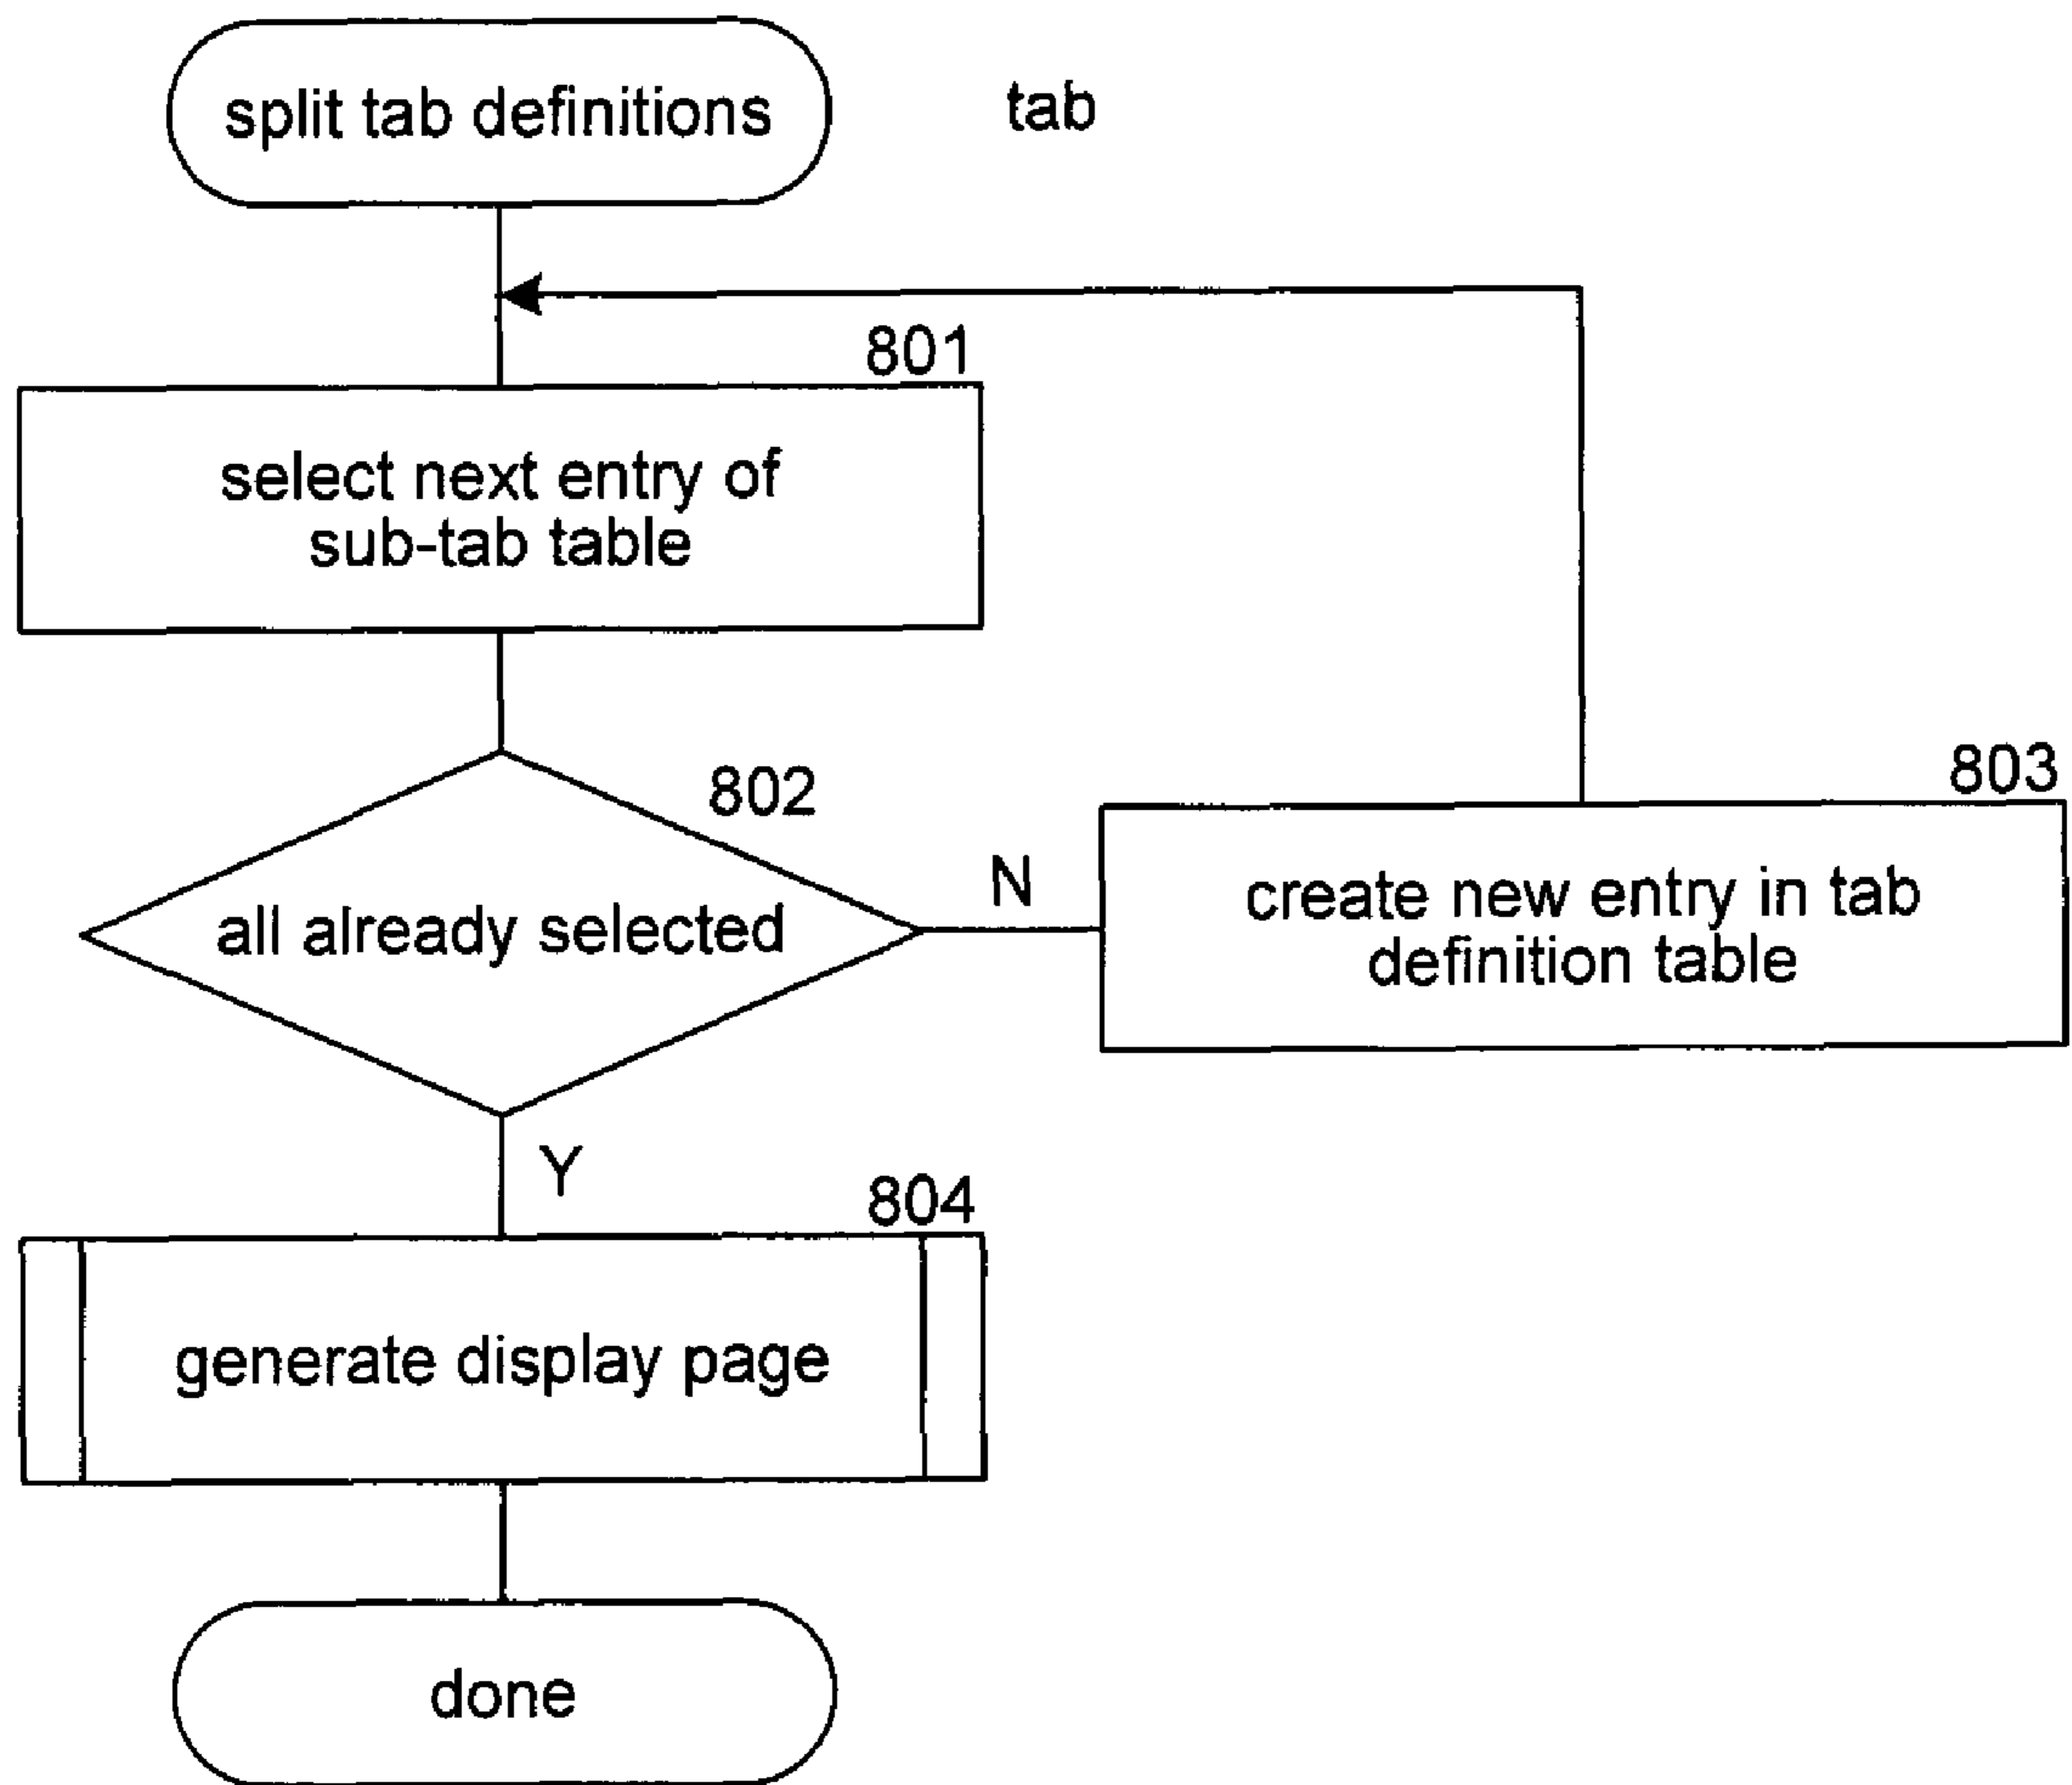 split tab definitions
tab
801
select next entry of
sub-tab table
802
all already selected
N
803
create new entry in tab
definition table
Y
804
generate display page
done